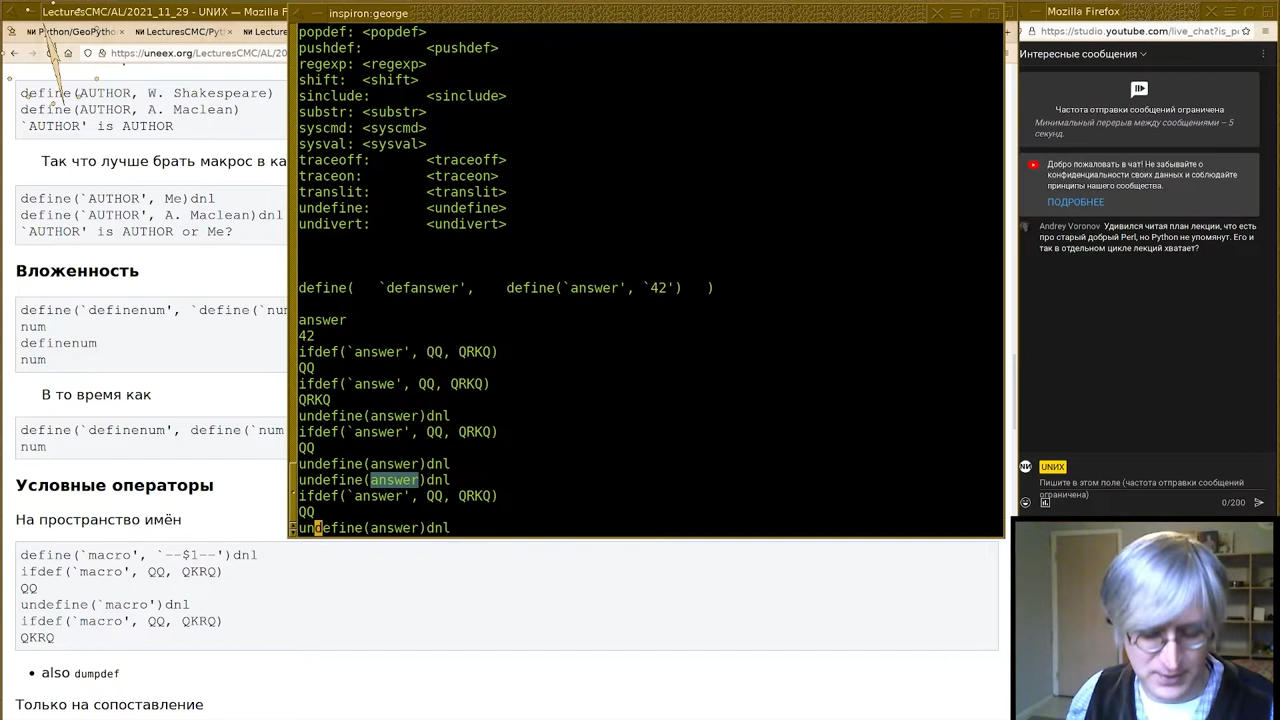 LecturesCMC/AL/2021_11_29 - UNИX — Mozilla F
Python/GeoPython
LecturesCMC/Pyt
Lectur
https://uneex.org/LecturesCMC/AL/20
define(AUTHOR, W. Shakespeare)
define(AUTHOR, A. Maclean)
`AUTHOR' is AUTHOR
Так что лучше брать макрос в ка
define(`AUTHOR', Me)dnl
define(`AUTHOR', A. Maclean)dnl
`AUTHOR' is AUTHOR or Me?
Вложенность
define(`definenum', `define(`num
num
definenum
num
В то время как
define(`definenum', define(`num
num
Условные операторы
На пространство имён
define(`macro', `--$1--')dnl
ifdef(`macro', QQ, QKRQ)
QQ
undefine(`macro')dnl
ifdef(`macro', QQ, QKRQ)
QKRQ
• also dumpdef
Только на сопоставление
inspiron:george
popdef: <popdef>
pushdef: <pushdef>
regexp: <regexp>
shift: <shift>
sinclude: <sinclude>
substr: <substr>
syscmd: <syscmd>
sysval: <sysval>
traceoff: <traceoff>
traceon: <traceon>
translit: <translit>
undefine: <undefine>
undivert: <undivert>
define( `defanswer', define(`answer', `42') )
answer
42
ifdef(`answer', QQ, QRKQ)
QQ
ifdef(`answe', QQ, QRKQ)
QRKQ
undefine(answer)dnl
ifdef(`answer', QQ, QRKQ)
QQ
undefine(answer)dnl
undefine(answer)dnl
ifdef(`answer', QQ, QRKQ)
QQ
undefine(answer)dnl
Mozilla Firefox
https://studio.youtube.com/live_chat?is_p
Интересные сообщения
Частота отправки сообщений ограничена
Минимальный перерыв между сообщениями – 5
секунд.
Добро пожаловать в чат! Не забывайте о
конфиденциальности своих данных и соблюдайте
принципы нашего сообщества.
ПОДРОБНЕЕ
Andrey Voronov Удивился читая план лекции, что есть
про старый добрый Perl, но Python не упомянут. Его и
так в отдельном цикле лекций хватает?
UNИX
Пишите в этом поле (частота отправки сообщений
ограничена)
0/200